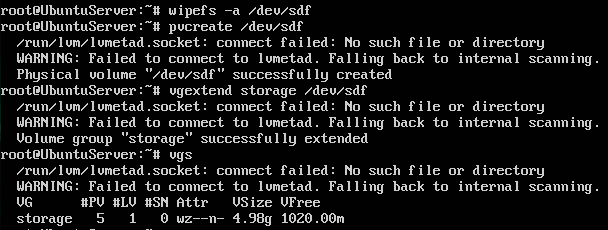 root@UbuntuServer:~# wipefs -a /dev/sdf
root@UbuntuServer:~# pvcreate /dev/sdf
  /run/lvm/lvmetad.socket: connect failed: No such file or directory
  WARNING: Failed to connect to lvmetad. Falling back to internal scanning.
  Physical volume "/dev/sdf" successfully created
root@UbuntuServer:~# vgextend storage /dev/sdf
  /run/lvm/lvmetad.socket: connect failed: No such file or directory
  WARNING: Failed to connect to lvmetad. Falling back to internal scanning.
  Volume group "storage" successfully extended
root@UbuntuServer:~# vgs
  /run/lvm/lvmetad.socket: connect failed: No such file or directory
  WARNING: Failed to connect to lvmetad. Falling back to internal scanning.
  VG      #PV #LV #SN Attr   VSize VFree
  storage   5   1   0 wz--n- 4.98g 1020.00m